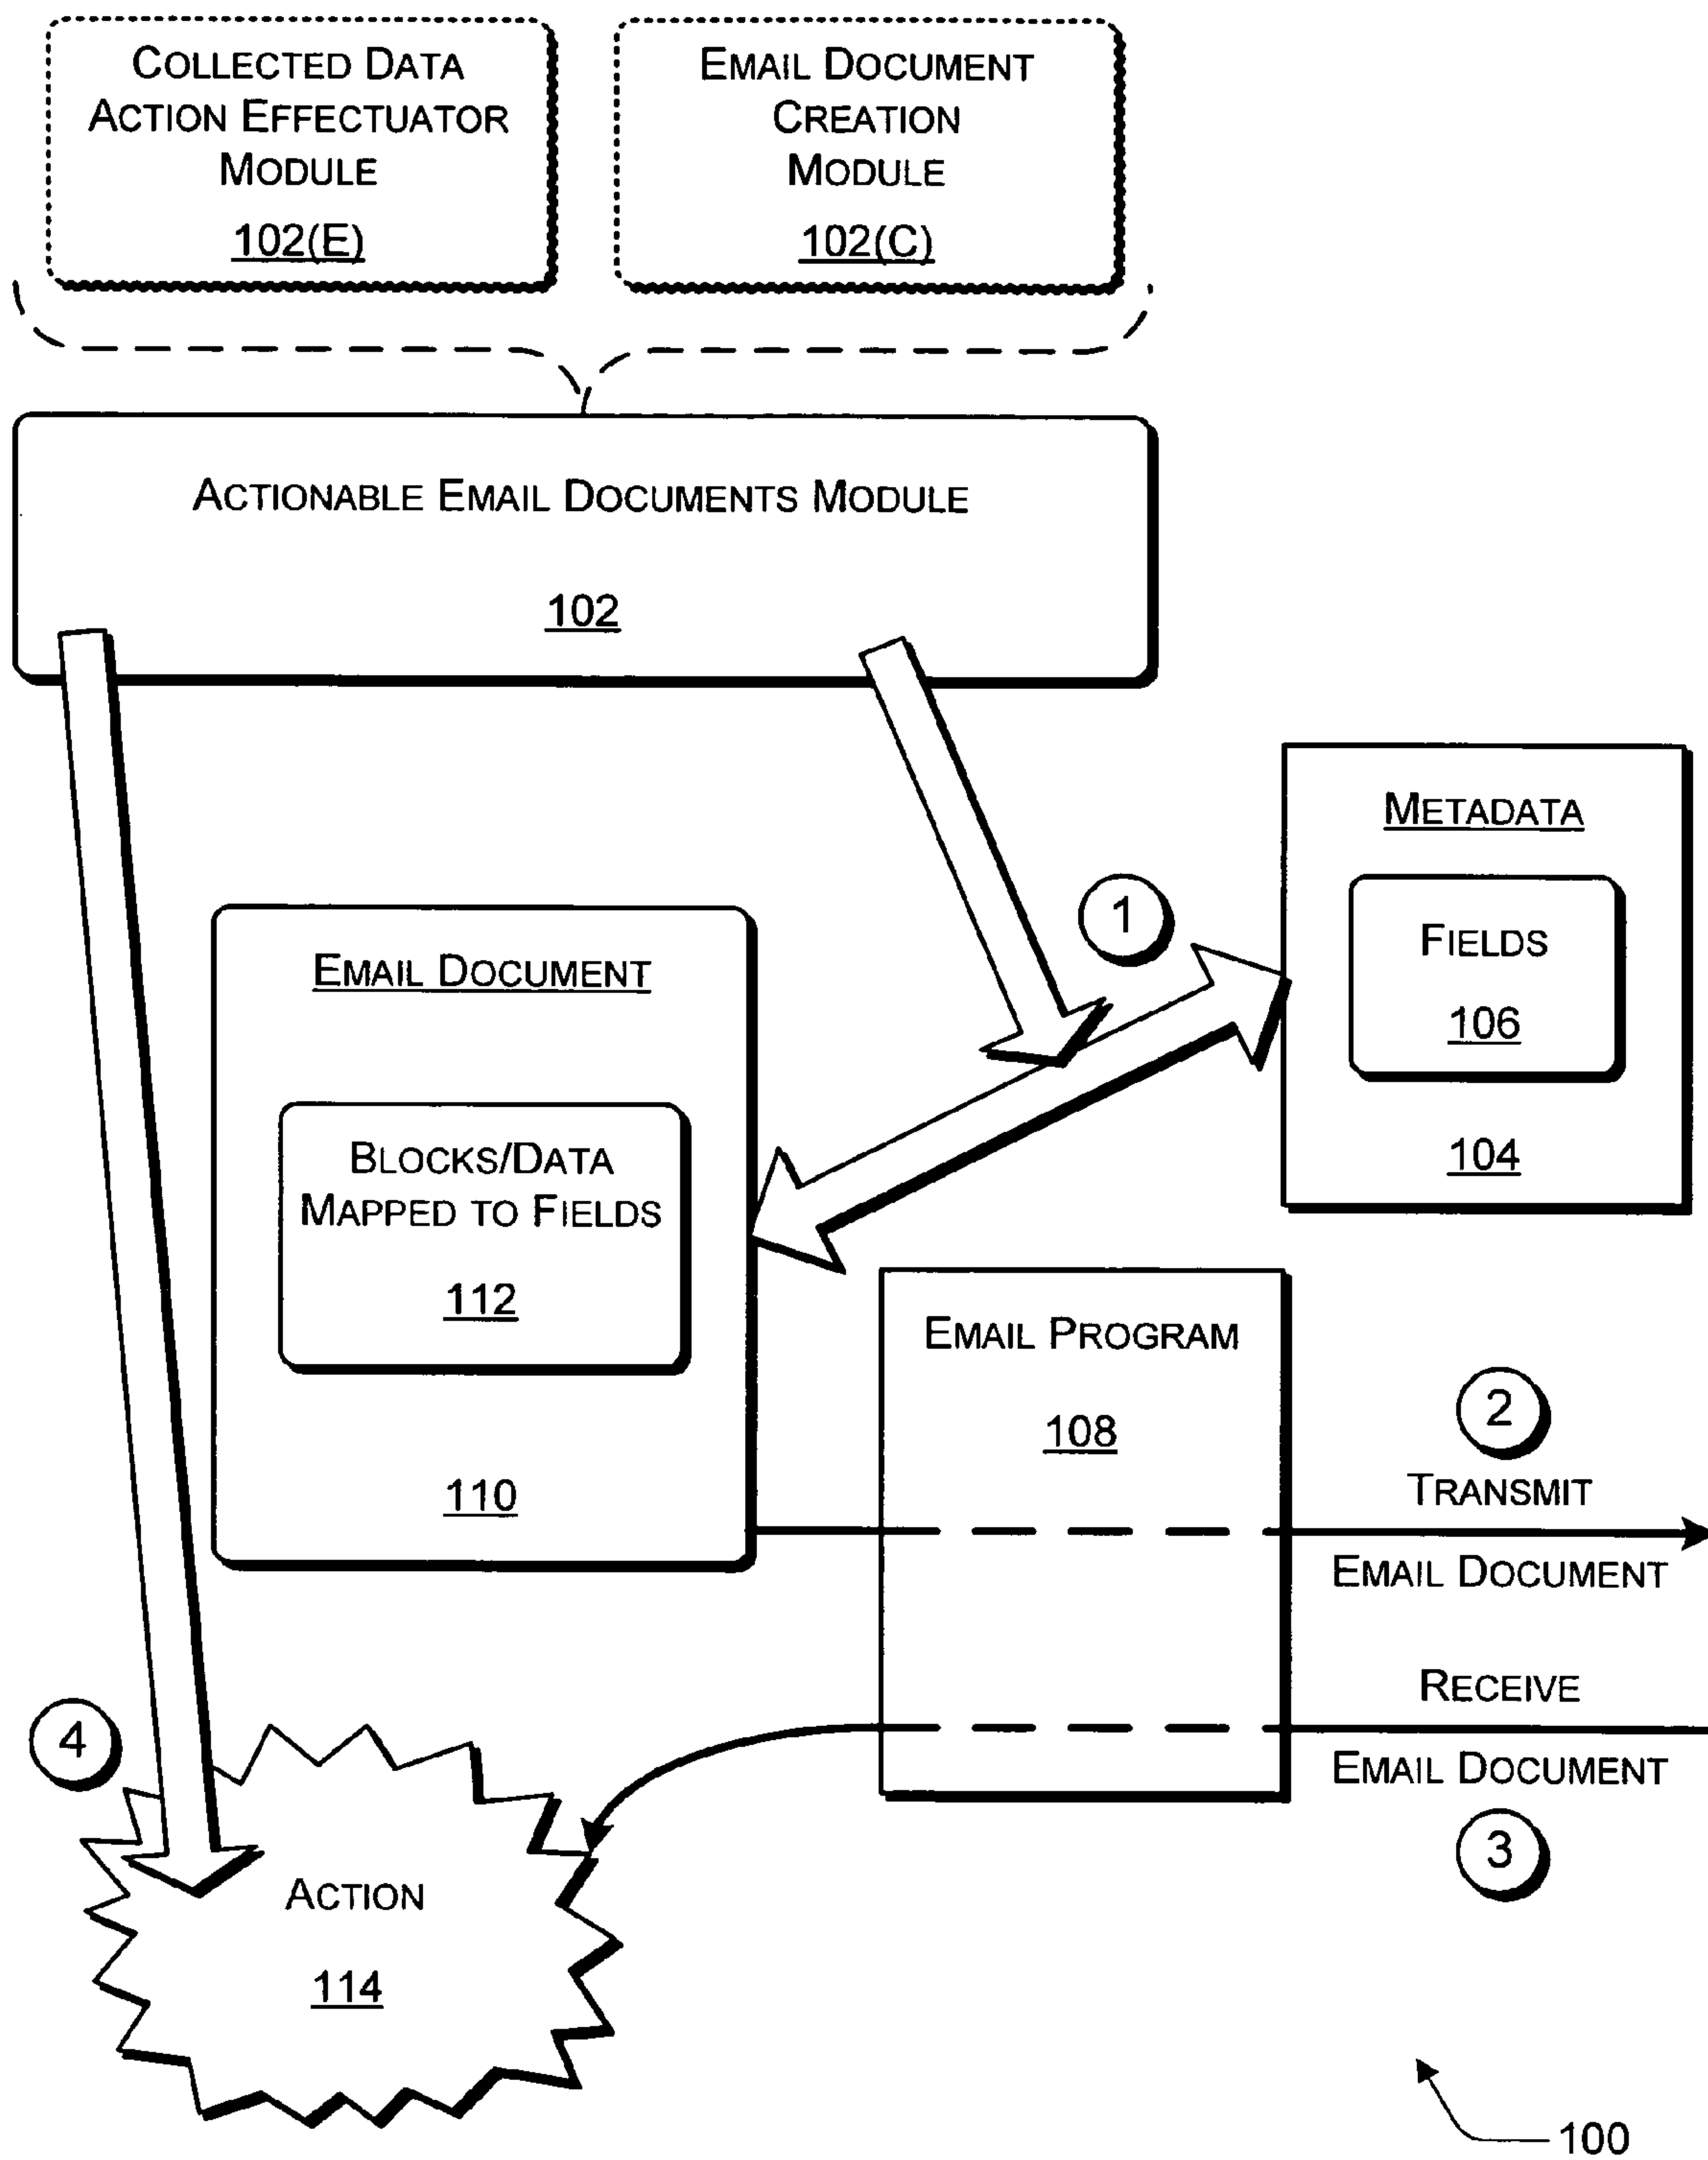 COLLECTED DATA
ACTION EFFECTUATOR
MODULE
102(E)
EMAIL DOCUMENT
CREATION
MODULE
102(C)
ACTIONABLE EMAIL DOCUMENTS MODULE
102
METADATA
FIELDS
106
104
1
EMAIL DOCUMENT
BLOCKS/DATA
MAPPED TO FIELDS
112
110
EMAIL PROGRAM
108
2
TRANSMIT
EMAIL DOCUMENT
RECEIVE
EMAIL DOCUMENT
3
4
ACTION
114
100